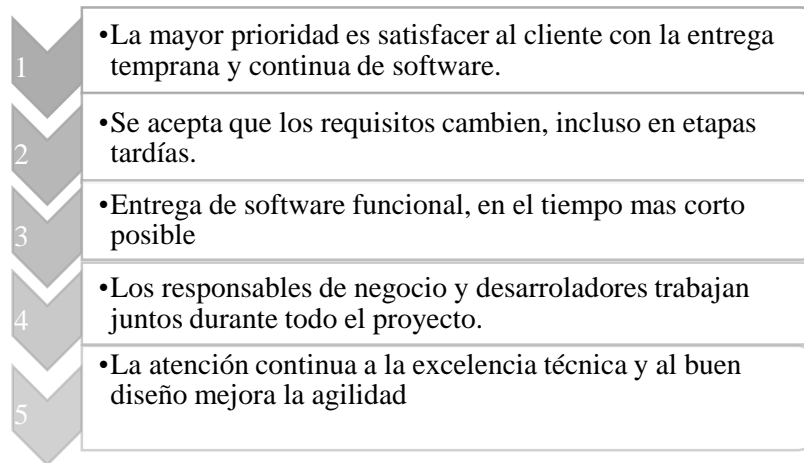 1
•La mayor prioridad es satisfacer al cliente con la entrega
temprana y continua de software.
2
•Se acepta que los requisitos cambien, incluso en etapas
tardías.
3
•Entrega de software funcional, en el tiempo mas corto
posible
4
•Los responsables de negocio y desarroladores trabajan
juntos durante todo el proyecto.
5
•La atención continua a la excelencia técnica y al buen
diseño mejora la agilidad